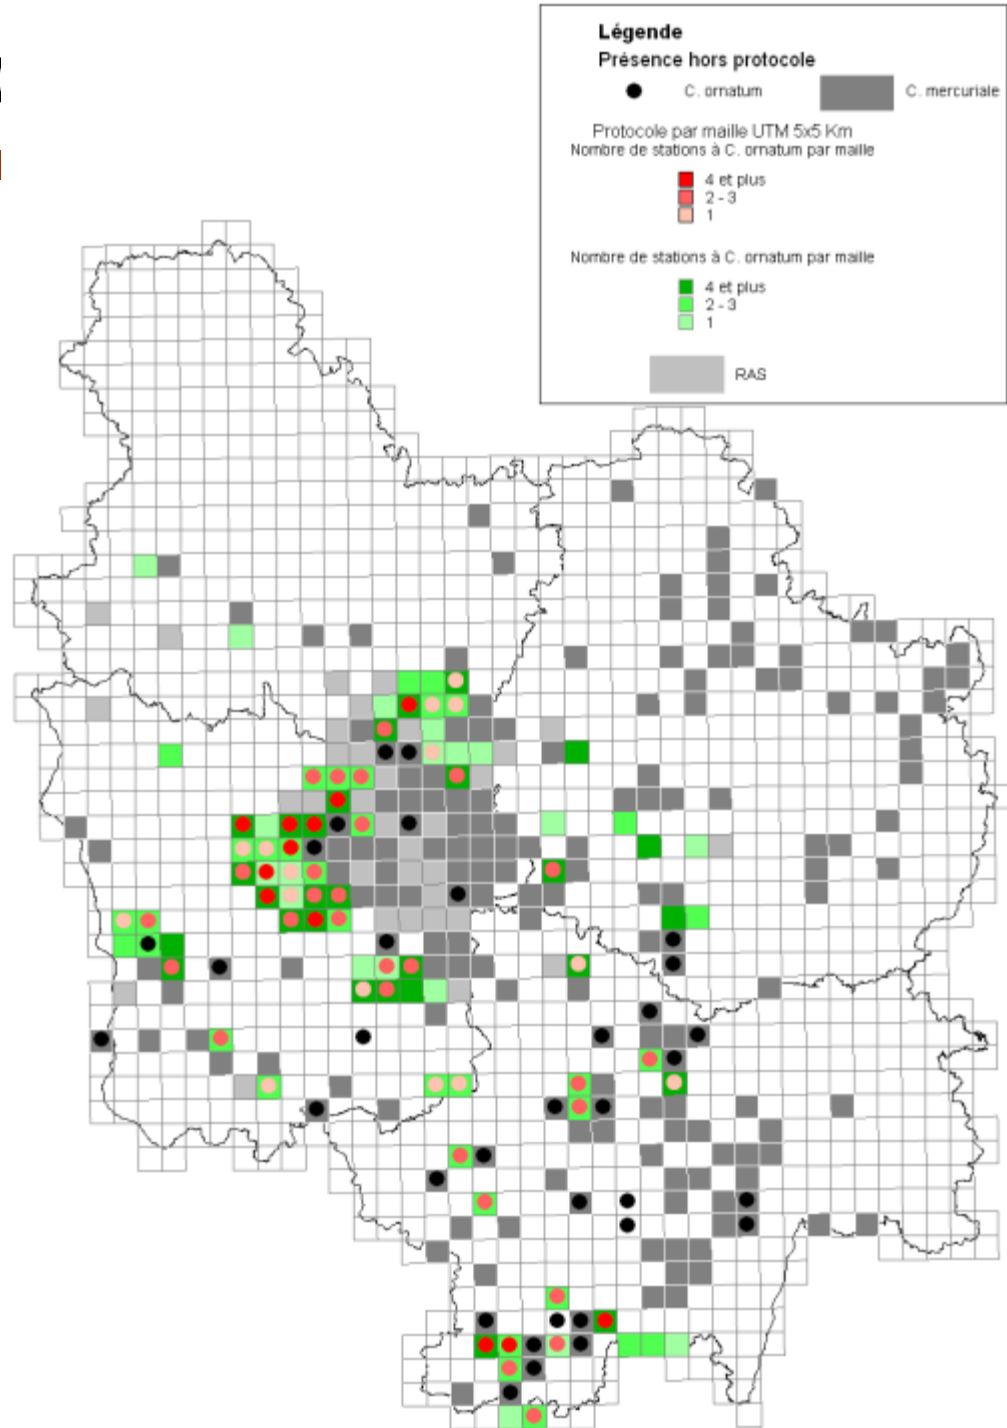 Légende
Présence hors protocole
C. ornatum C. mercuriale
Protocole par maille UTM 5x5 Km
Nombre de stations à C. ornatum par maille
4 et plus
2 - 3
1
Nombre de stations à C. ornatum par maille
4 et plus
2 - 3
1
RAS